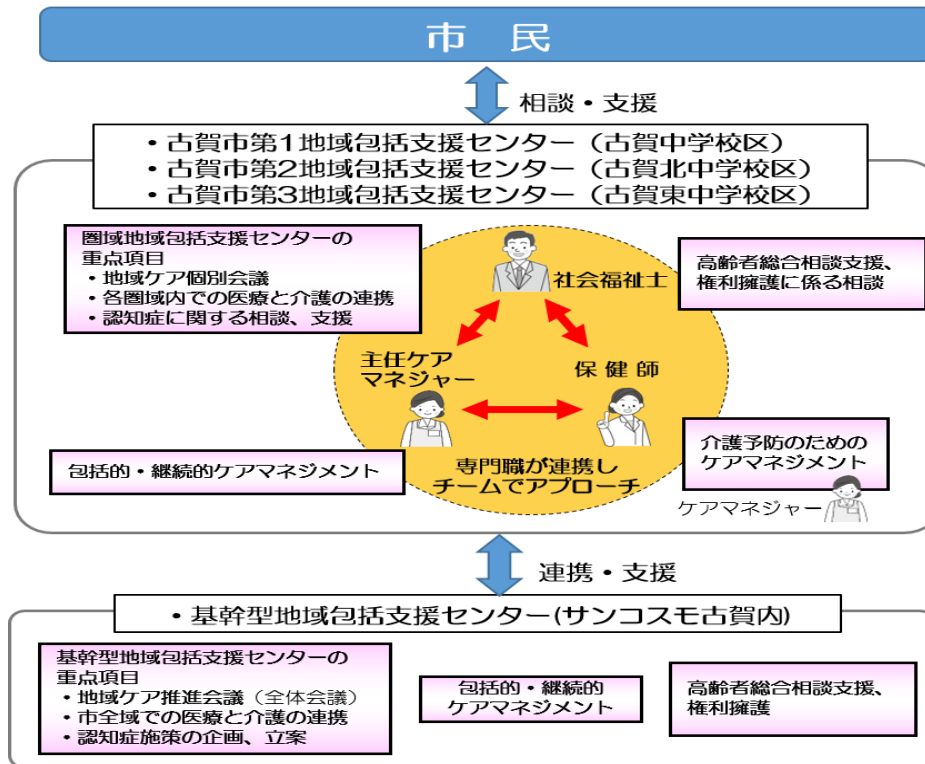 市 民
相談・支援
・古賀市第1地域包括支援センター（古賀中学校区）
・古賀市第2地域包括支援センター（古賀北中学校区）
・古賀市第3地域包括支援センター（古賀東中学校区）
圏域地域包括支援センターの
重点項目
・地域ケア個別会議
・各圏域内での医療と介護の連携
・認知症に関する相談、支援
社会福祉士
高齢者総合相談支援、
権利擁護に係る相談
主任ケア
マネジャー
保 健 師
包括的・継続的ケアマネジメント
専門職が連携し
チームでアプローチ
介護予防のための
ケアマネジメント
ケアマネジャー
連携・支援
・基幹型地域包括支援センター(サンコスモ古賀内)
基幹型地域包括支援センターの
重点項目
・地域ケア推進会議（全体会議）
・市全域での医療と介護の連携
・認知症施策の企画、立案
包括的・継続的
ケアマネジメント
高齢者総合相談支援、
権利擁護